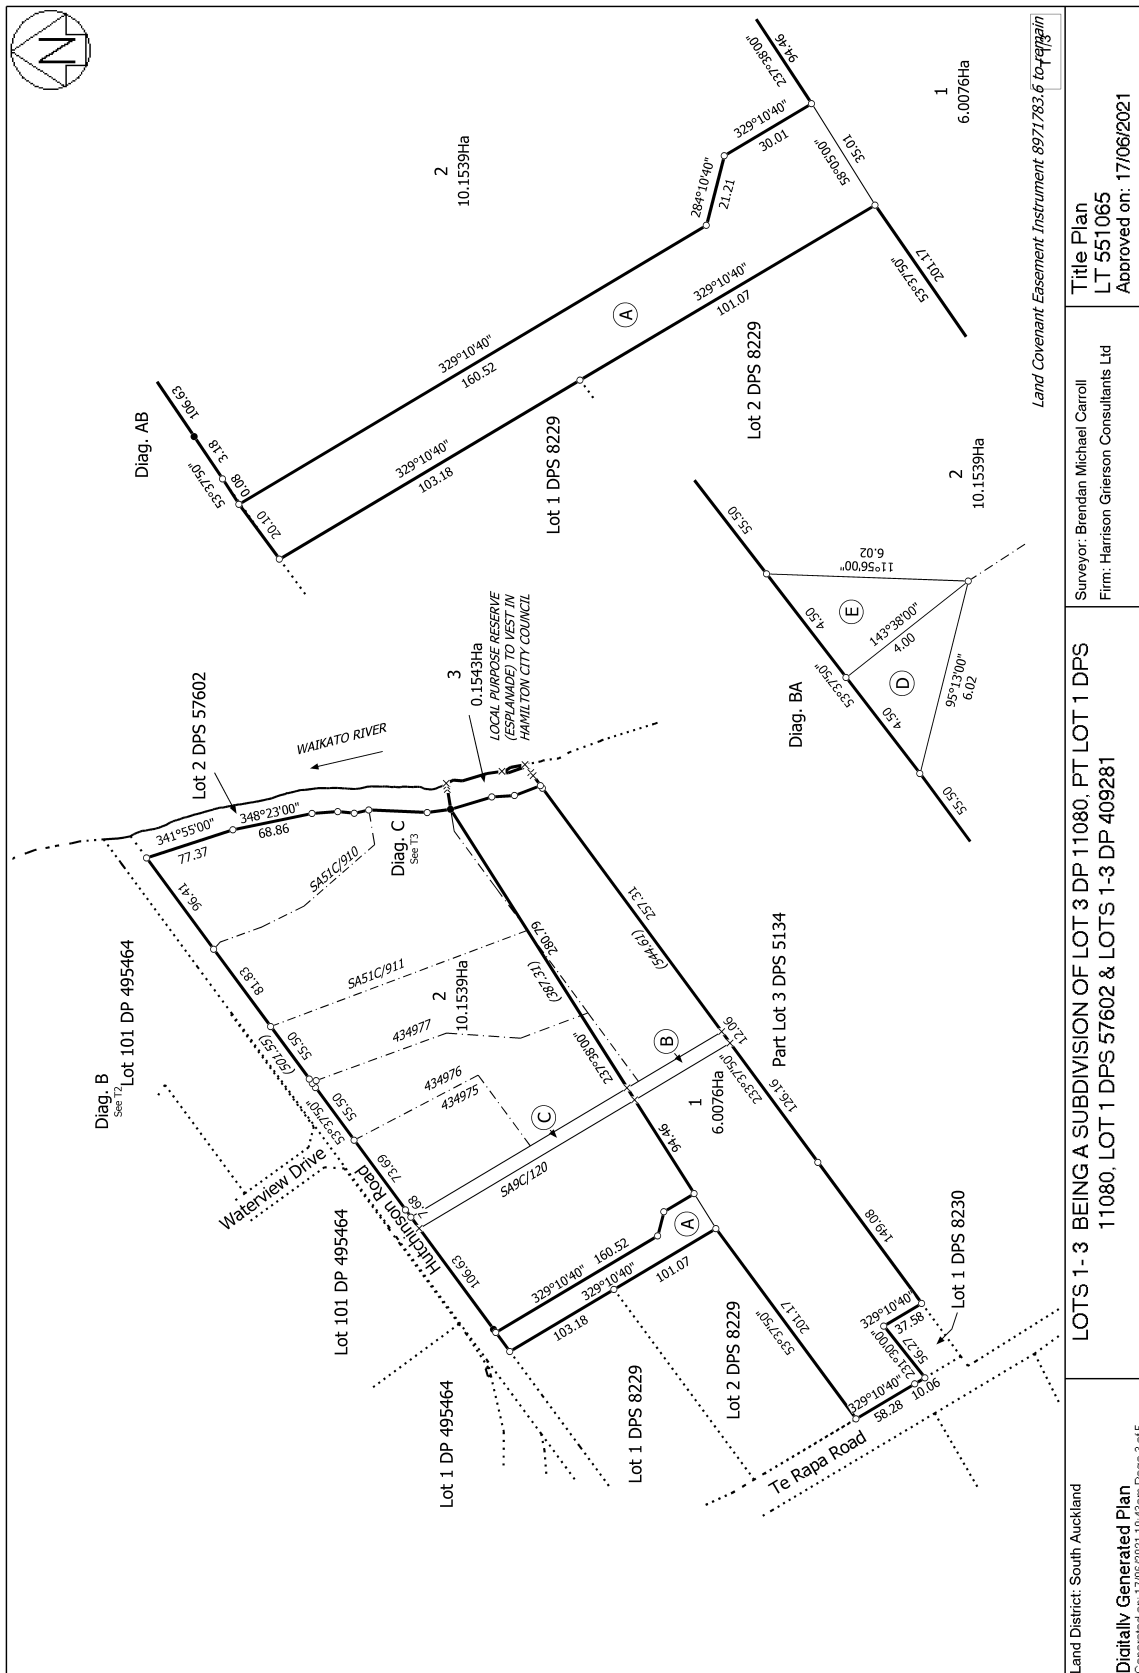 N
Diag. B
See T2
Lot 101 DP 495464
Lot 2 DPS 57602
WAIKATO RIVER
341°55'00"
77.37
348°23'00"
68.86
96.41
81.83
55.50
(501.55)
55.50
53°37'50"
73.69
7.68
106.63
Waterview Drive
Hutchinson Road
Lot 101 DP 495464
Lot 1 DP 495464
SA51C/910
SA51C/911
434977
434976
434975
SA9C/120
Diag. C
See T3
2
10.1539Ha
3
0.1543Ha
LOCAL PURPOSE RESERVE
(ESPLANADE) TO VEST IN
HAMILTON CITY COUNCIL
280.79
(387.31)
237°38'00"
94.46
C
B
A
257.31
(544.61)
12.06
233°37'50"
126.16
149.08
1
6.0076Ha
Part Lot 3 DPS 5134
329°10'40"
160.52
329°10'40"
103.18
101.07
53°37'50"
201.17
Lot 1 DPS 8229
Lot 2 DPS 8229
329°10'40"
58.28
10.06
231°30'00"
56.27
329°10'40"
37.58
Lot 1 DPS 8230
Te Rapa Road
Diag. AB
106.63
3.18
53°37'50"
0.08
20.10
329°10'40"
160.52
329°10'40"
103.18
329°10'40"
101.07
A
284°10'40"
21.21
329°10'40"
30.01
237°38'00"
94.46
58°05'00"
35.01
53°37'50"
201.17
2
10.1539Ha
1
6.0076Ha
Lot 1 DPS 8229
Lot 2 DPS 8229
Diag. BA
55.50
4.50
53°37'50"
4.50
55.50
E
D
11°56'00"
6.02
143°38'00"
4.00
95°13'00"
6.02
2
10.1539Ha
Land Covenant Easement Instrument 8971783.6 to remain
T1/3
Land District: South Auckland
Digitally Generated Plan
Generated on: 17/06/2021 10:43am Page 3 of 5
LOTS 1- 3 BEING A SUBDIVISION OF LOT 3 DP 11080, PT LOT 1 DPS
11080, LOT 1 DPS 57602 & LOTS 1-3 DP 409281
Surveyor: Brendan Michael Carroll
Firm: Harrison Grierson Consultants Ltd
Title Plan
LT 551065
Approved on: 17/06/2021